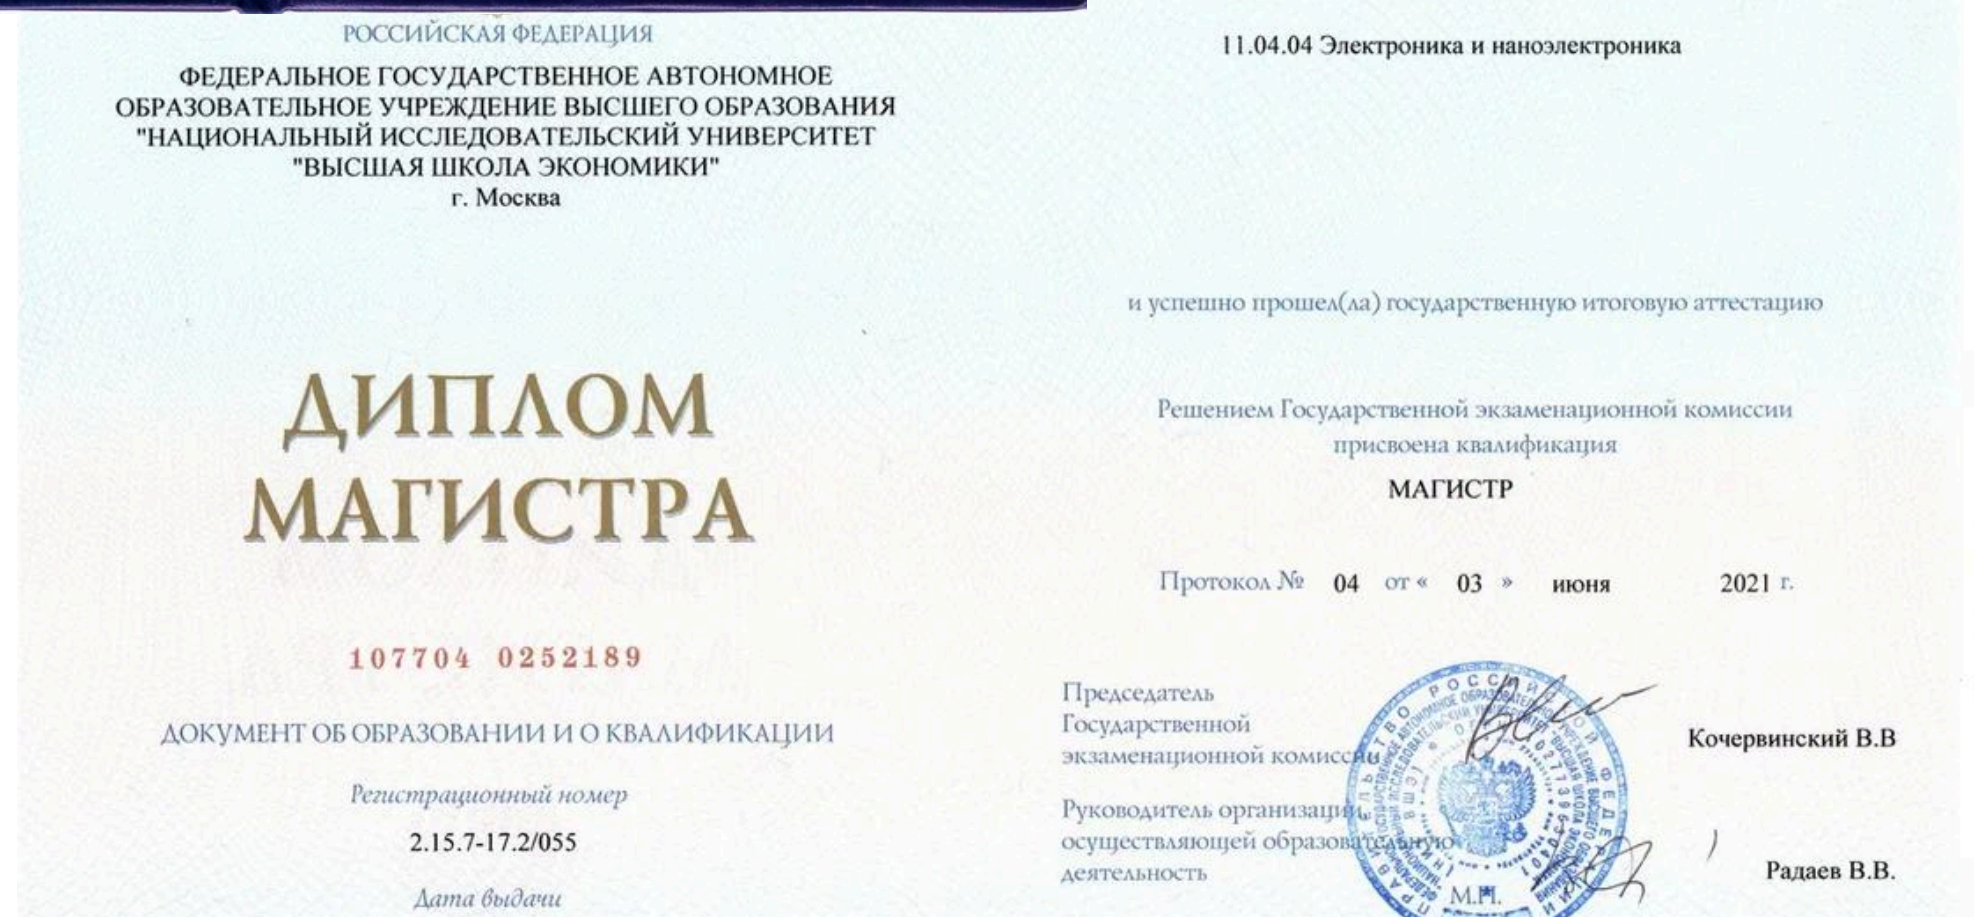 РОССИЙСКАЯ ФЕДЕРАЦИЯ
ФЕДЕРАЛЬНОЕ ГОСУДАРСТВЕННОЕ АВТОНОМНОЕ
ОБРАЗОВАТЕЛЬНОЕ УЧРЕЖДЕНИЕ ВЫСШЕГО ОБРАЗОВАНИЯ
"НАЦИОНАЛЬНЫЙ ИССЛЕДОВАТЕЛЬСКИЙ УНИВЕРСИТЕТ
"ВЫСШАЯ ШКОЛА ЭКОНОМИКИ"
г. Москва
ДИПЛОМ
МАГИСТРА
107704 0252189
ДОКУМЕНТ ОБ ОБРАЗОВАНИИ И О КВАЛИФИКАЦИИ
Регистрационный номер
2.15.7-17.2/055
Дата выдачи
11.04.04 Электроника и наноэлектроника
и успешно прошел(ла) государственную итоговую аттестацию
Решением Государственной экзаменационной комиссии
присвоена квалификация
МАГИСТР
Протокол № 04 от « 03 » июня 2021 г.
Председатель
Государственной
экзаменационной комиссии
Кочервинский В.В
Руководитель организации,
осуществляющей образовательную
деятельность
Радаев В.В.
М.П.